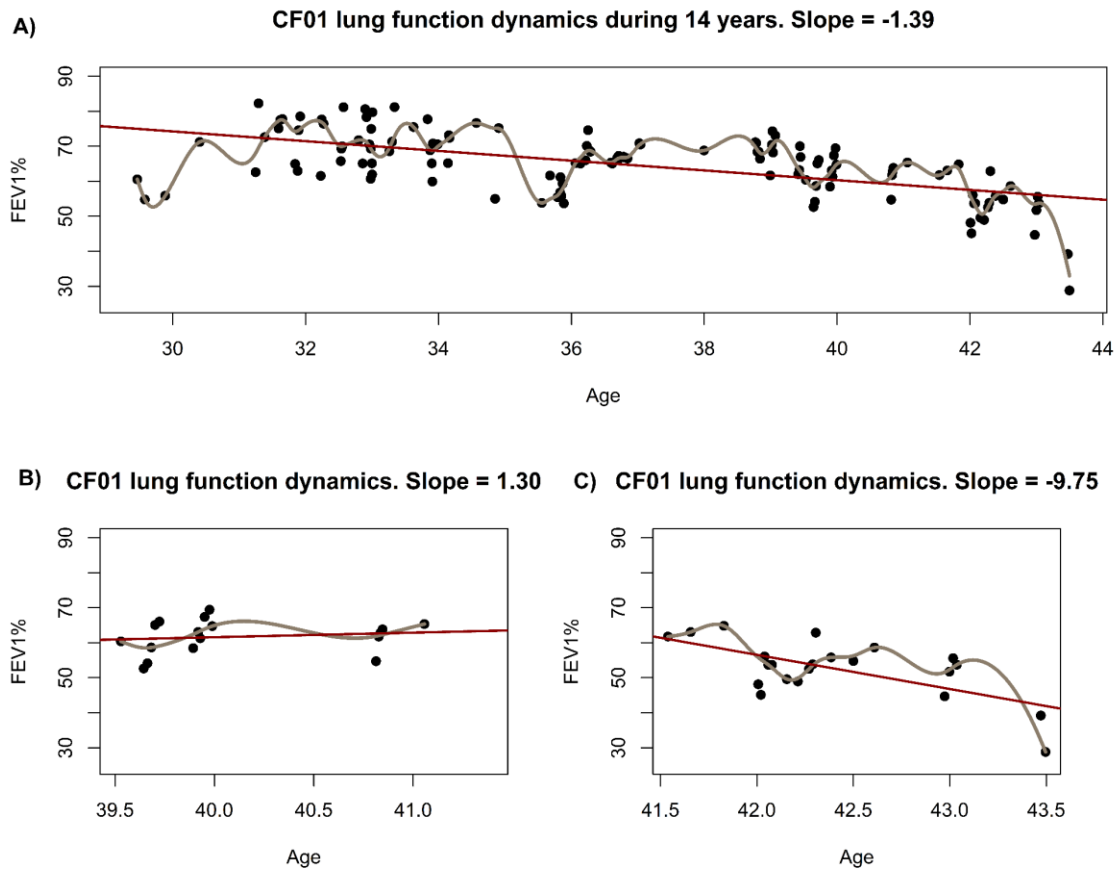 A) CF01 lung function dynamics during 14 years. Slope = -1.39
90
70
50
30
FEV1%
30 32 34 36 38 40 42 44
Age
B) CF01 lung function dynamics. Slope = 1.30
90
70
50
30
FEV1%
39.5 40.0 40.5 41.0
Age
C) CF01 lung function dynamics. Slope = -9.75
90
70
50
30
FEV1%
41.5 42.0 42.5 43.0 43.5
Age